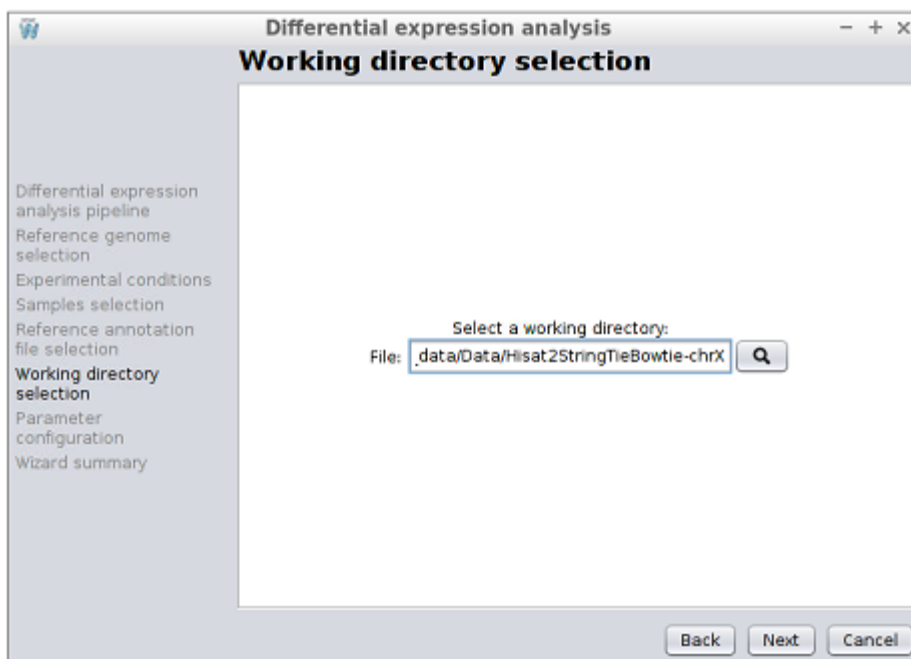 Differential expression analysis
Working directory selection
Differential expression
analysis pipeline
Reference genome
selection
Experimental conditions
Samples selection
Reference annotation
file selection
Working directory
selection
Parameter
configuration
Wizard summary
Select a working directory:
File: _data/Data/Hisat2StringTieBowtie-chrX
Back Next Cancel